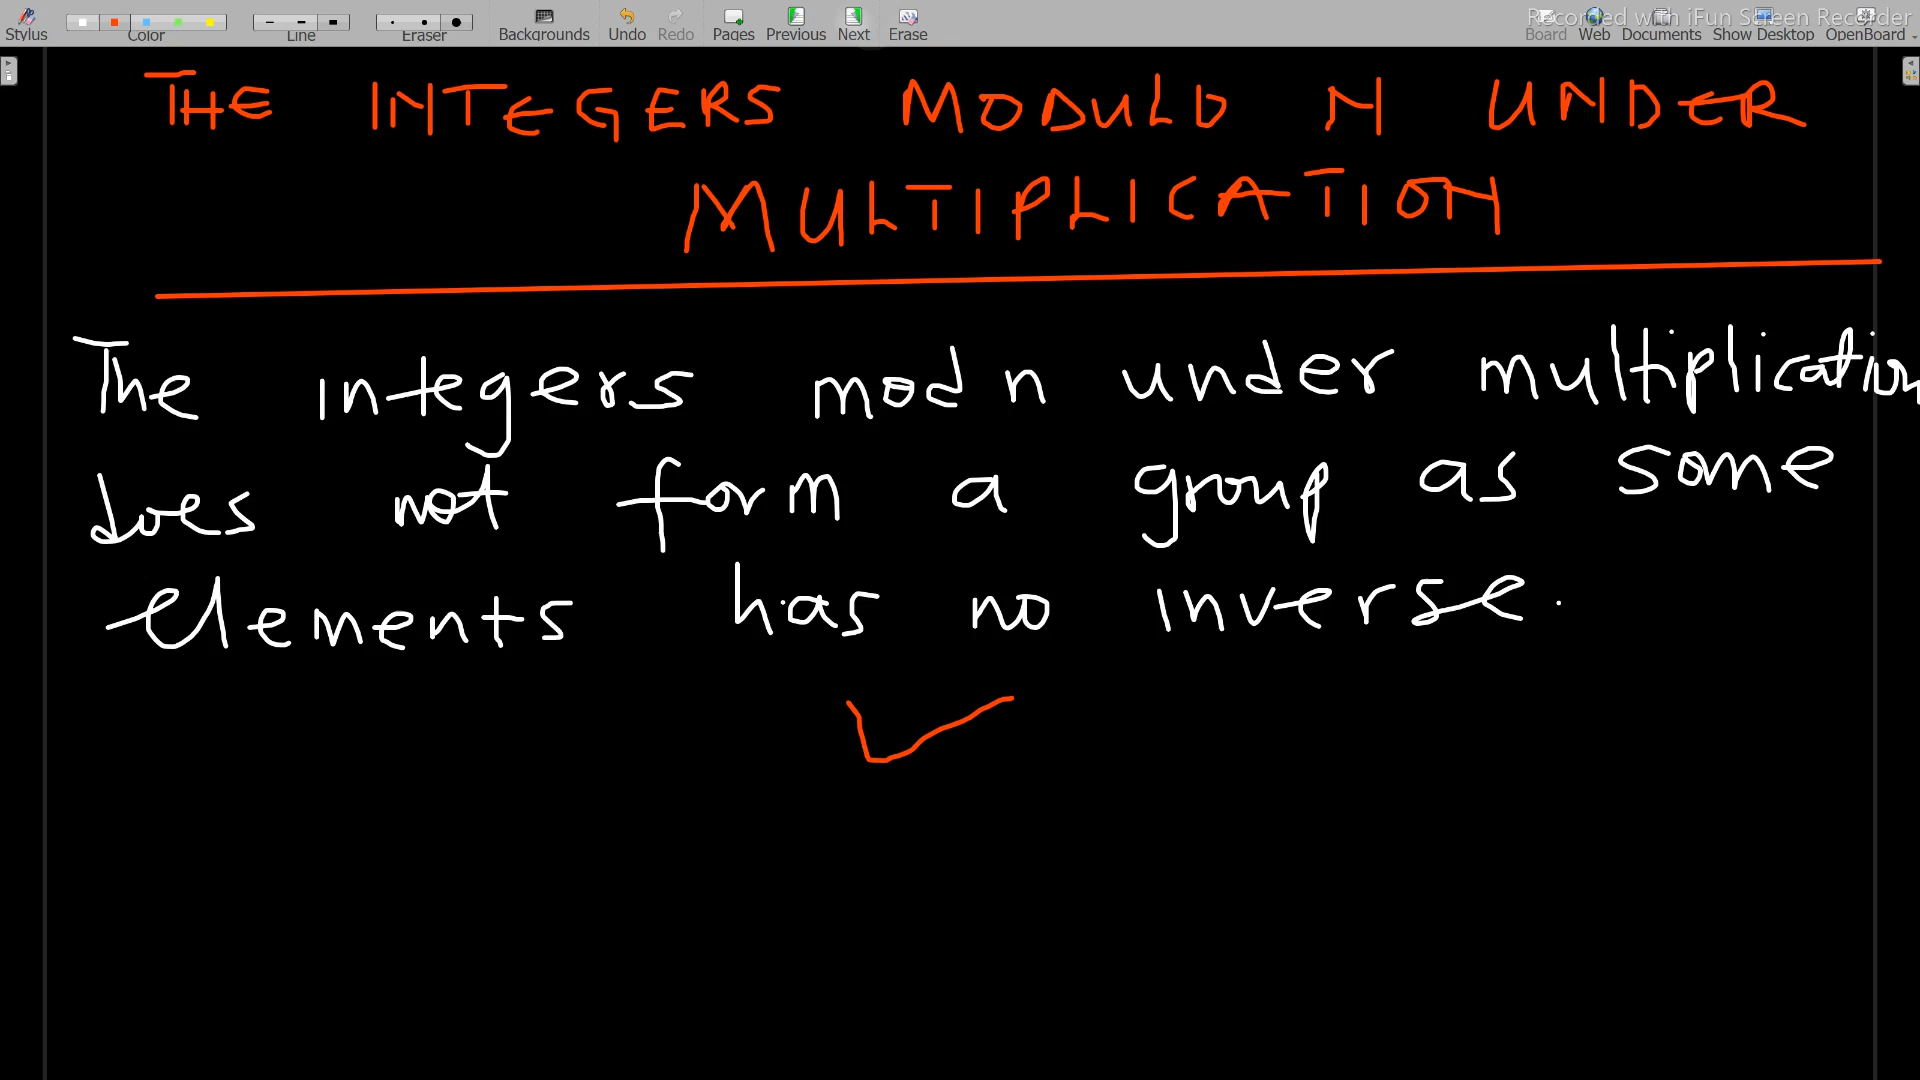 Recorded with iFun Screen Recorder
Stylus Color Line Eraser Backgrounds Undo Redo Pages Previous Next Erase Board Web Documents Show Desktop OpenBoard
THE INTEGERS MODULO N UNDER
MULTIPLICATION
The integers mod n under multiplication
does not form a group as some
elements has no inverse.